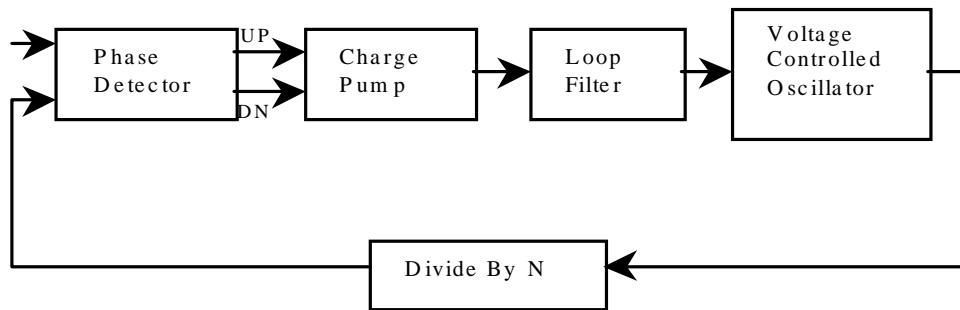 UP
Phase
Detector
DN
Charge
Pump
Loop
Filter
Voltage
Controlled
Oscillator
Divide By N